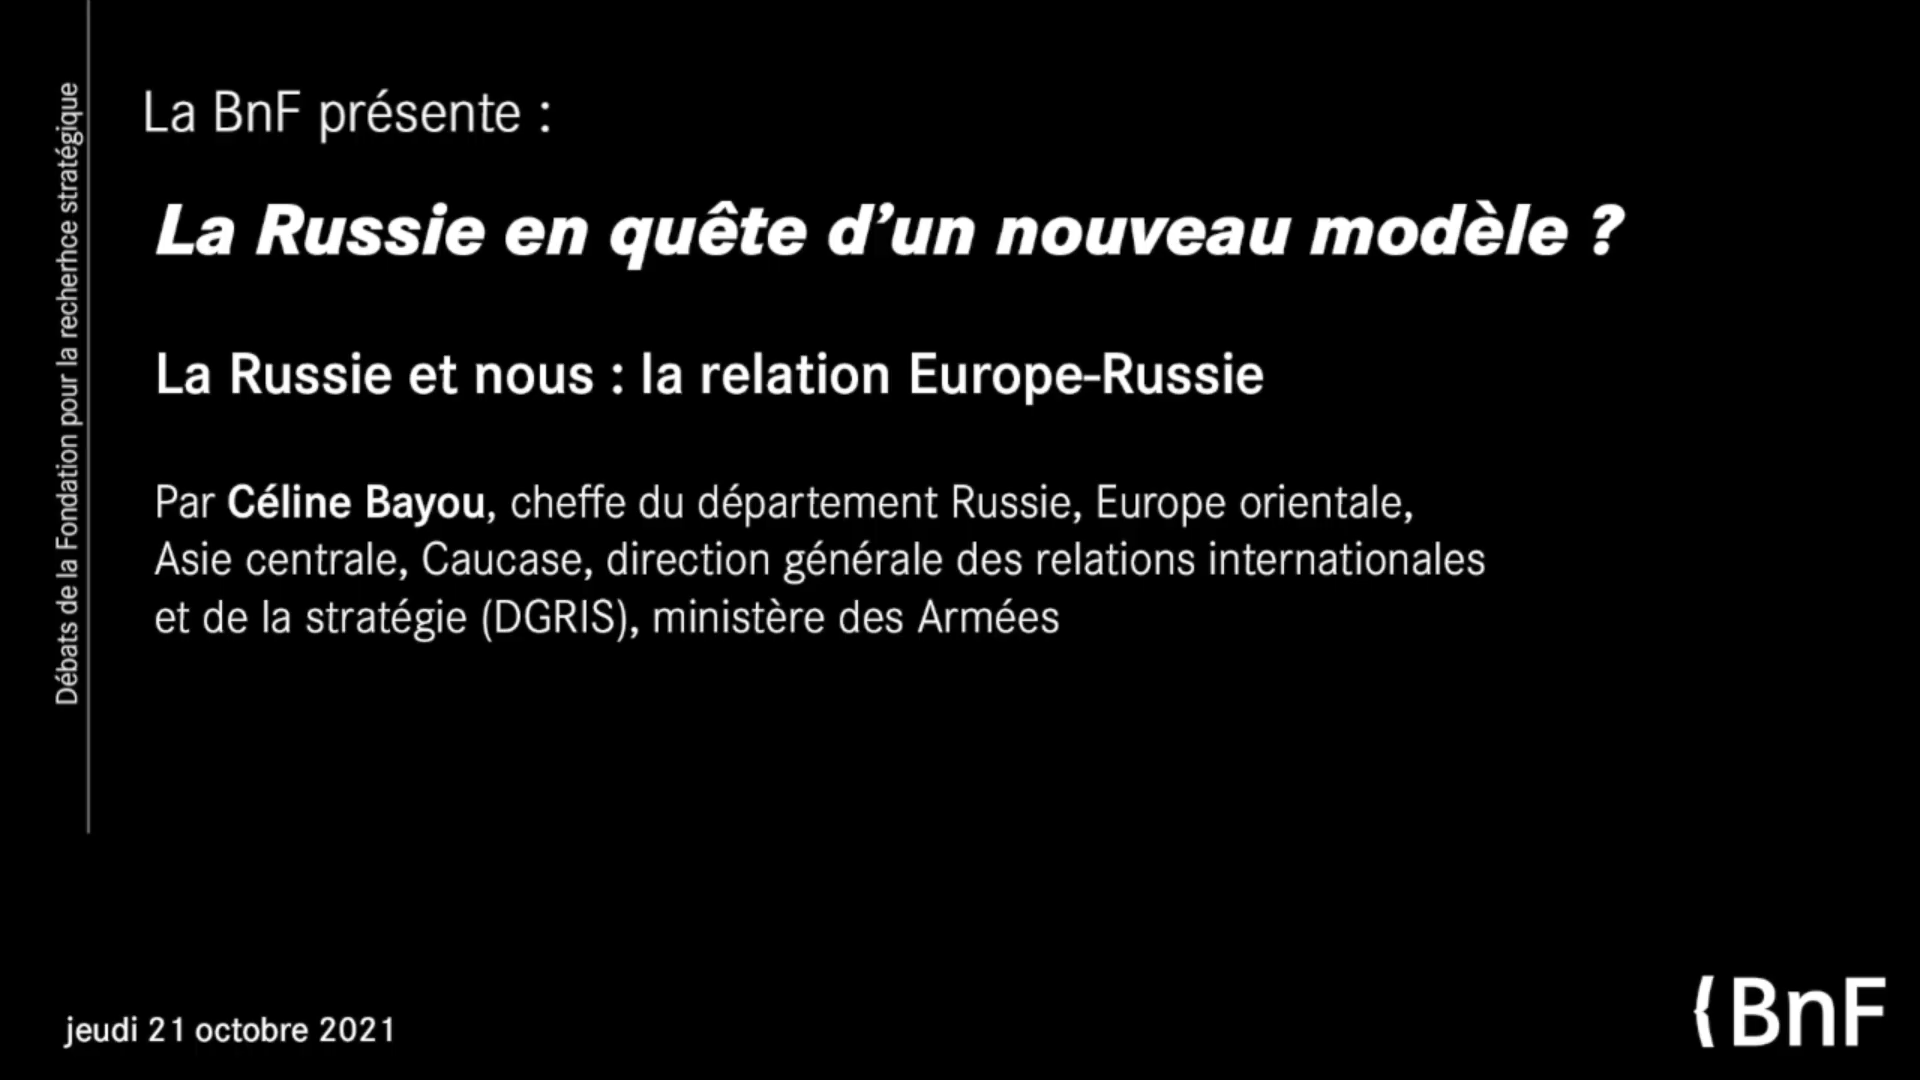 Débats de la Fondation pour la recherhce stratégique
La BnF présente :
La Russie en quête d’un nouveau modèle ?
La Russie et nous : la relation Europe-Russie
Par Céline Bayou, cheffe du département Russie, Europe orientale,
Asie centrale, Caucase, direction générale des relations internationales
et de la stratégie (DGRIS), ministère des Armées
jeudi 21 octobre 2021
{BnF